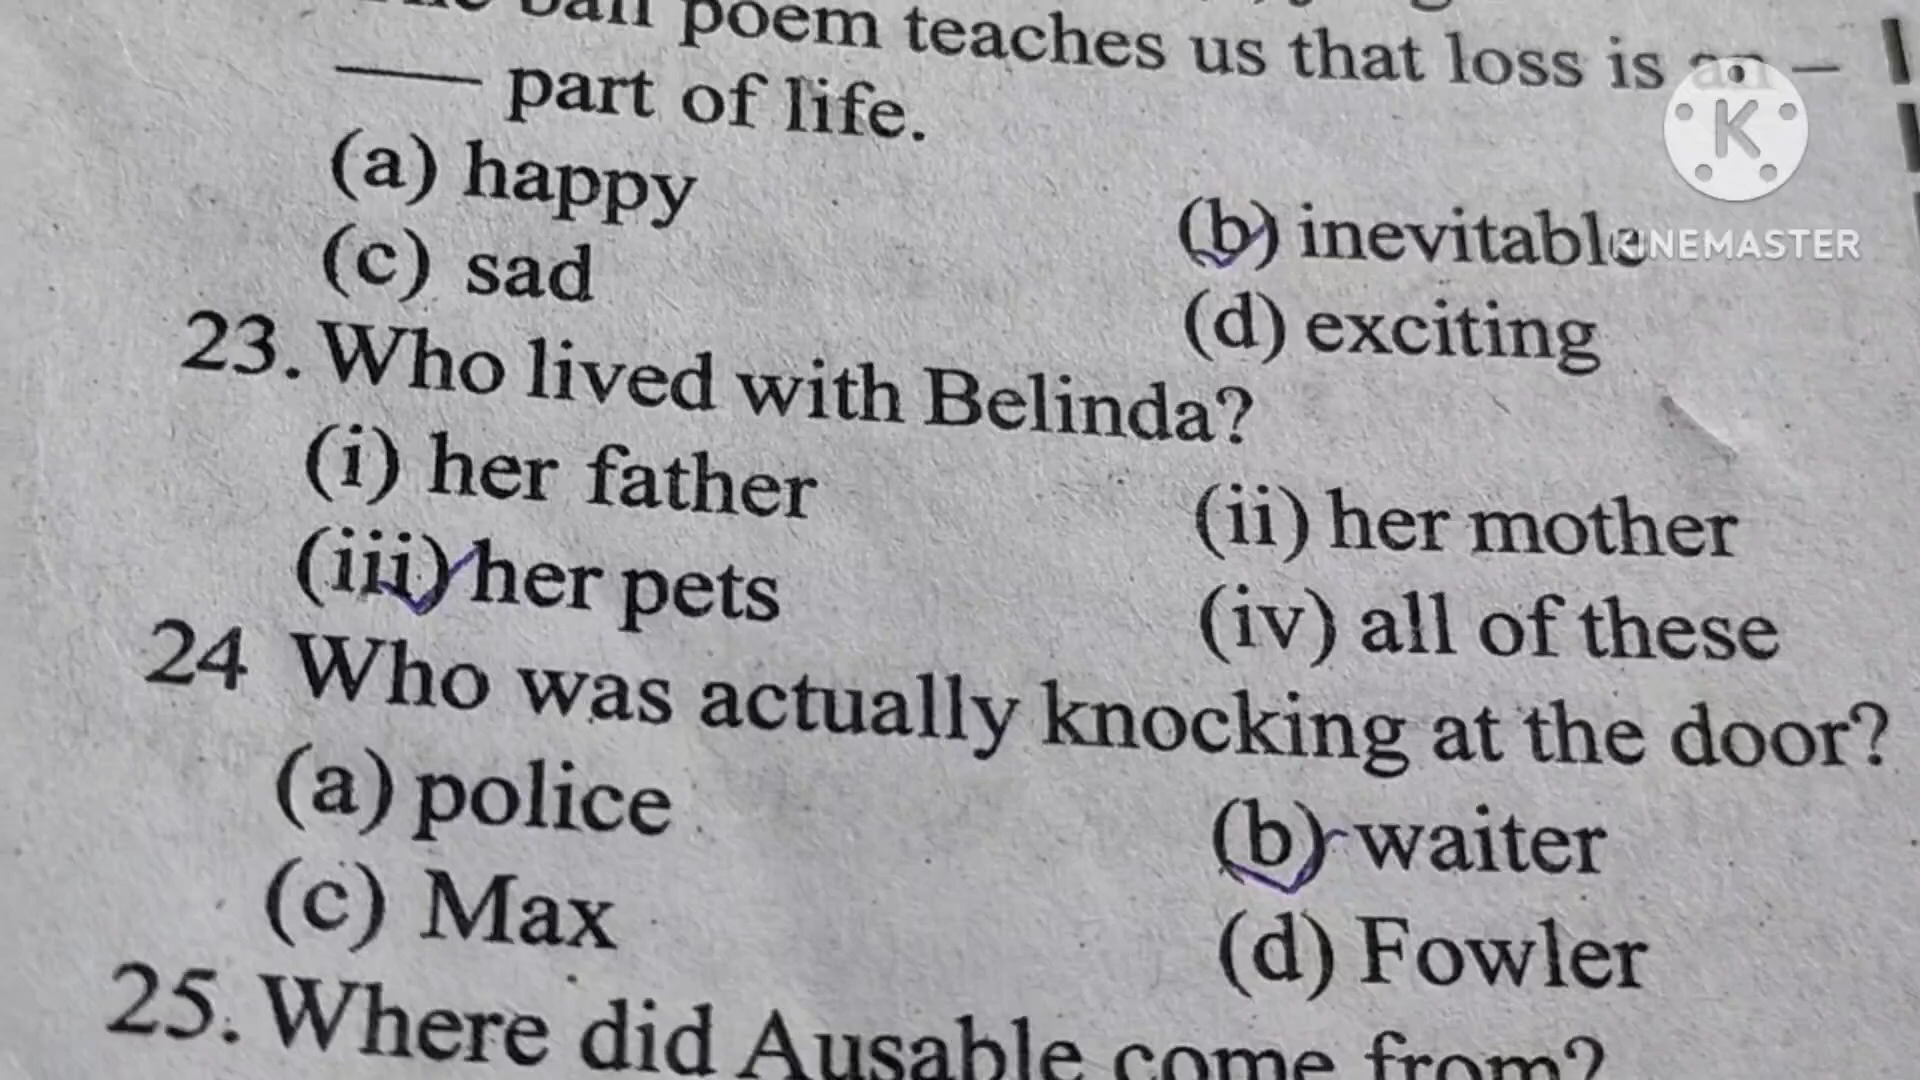 ball poem teaches us that loss is an –
—— part of life.
(a) happy
(b) inevitable
(c) sad
(d) exciting
23. Who lived with Belinda?
(i) her father
(ii) her mother
(iii) her pets
(iv) all of these
24 Who was actually knocking at the door?
(a) police
(b) waiter
(c) Max
(d) Fowler
25. Where did Ausable come from?
K
KINEMASTER